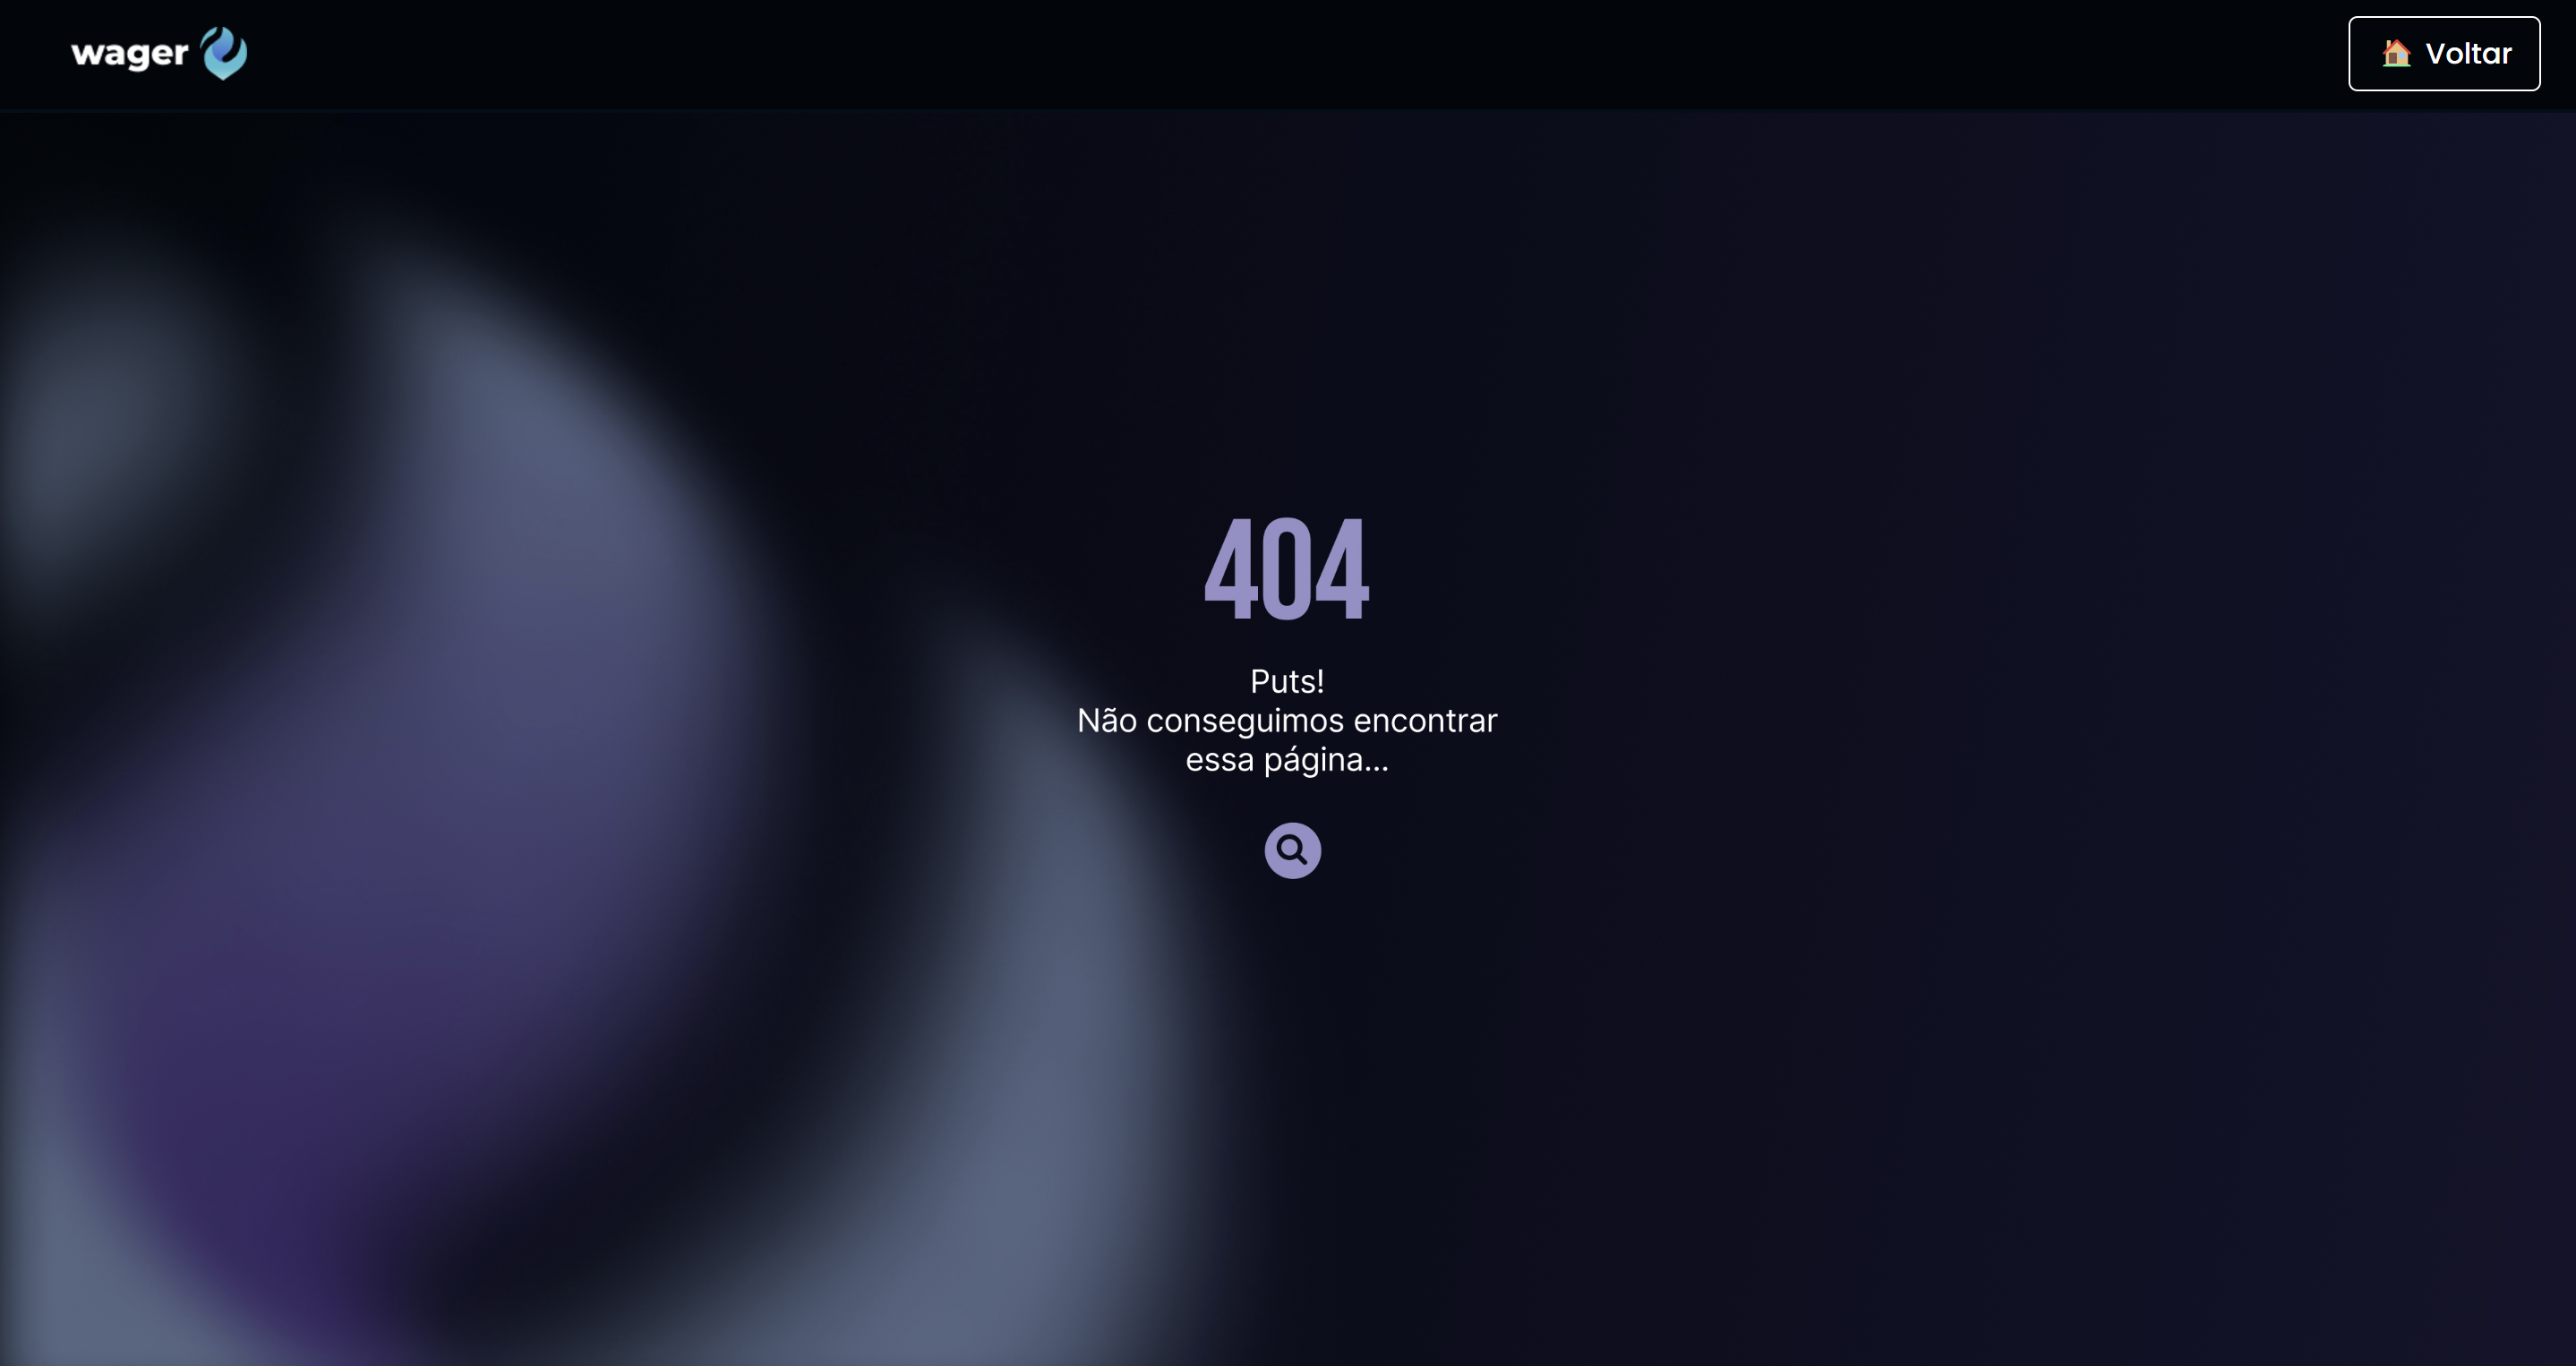 wager
Voltar
404
Puts!
Não conseguimos encontrar
essa página...